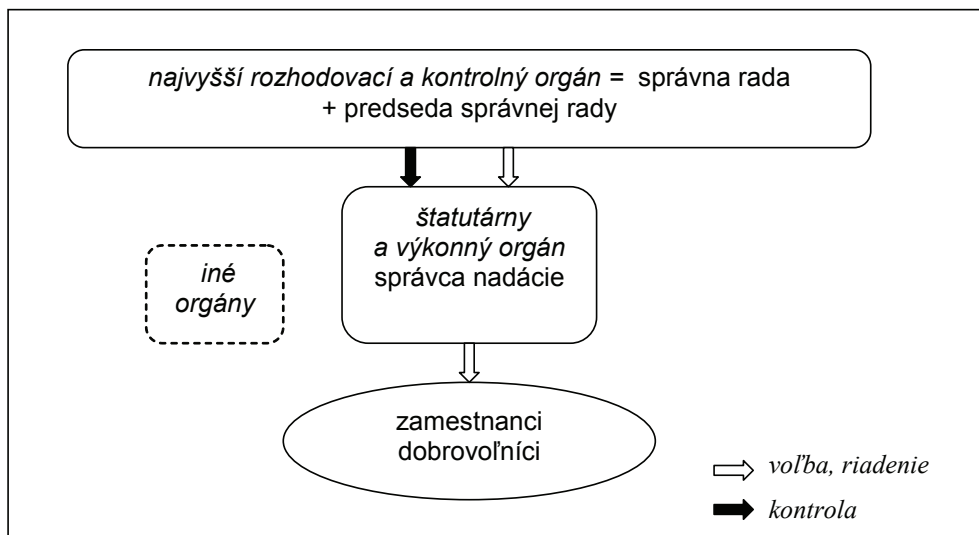 najvyšší rozhodovací a kontrolný orgán = správna rada
+ predseda správnej rady
štatutárny
a výkonný orgán
správca nadácie
iné
orgány
zamestnanci
dobrovoľníci
voľba, riadenie
kontrola